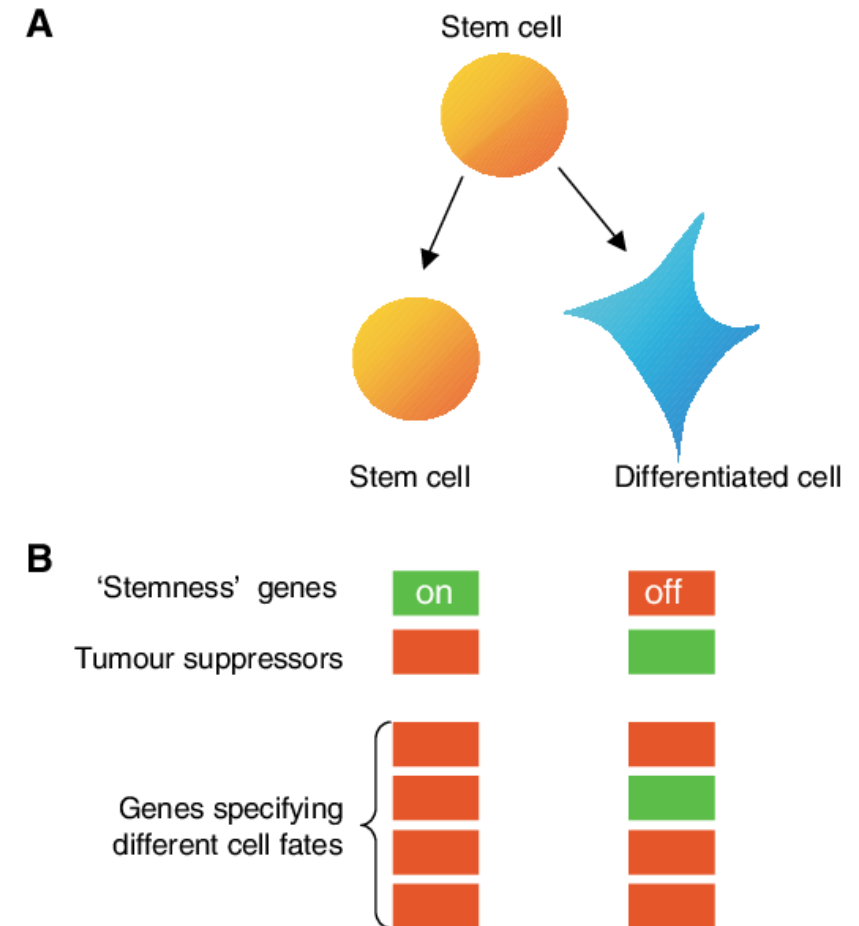 A
Stem cell
Stem cell
Differentiated cell
B
‘Stemness’ genes
on
off
Tumour suppressors
Genes specifying
different cell fates